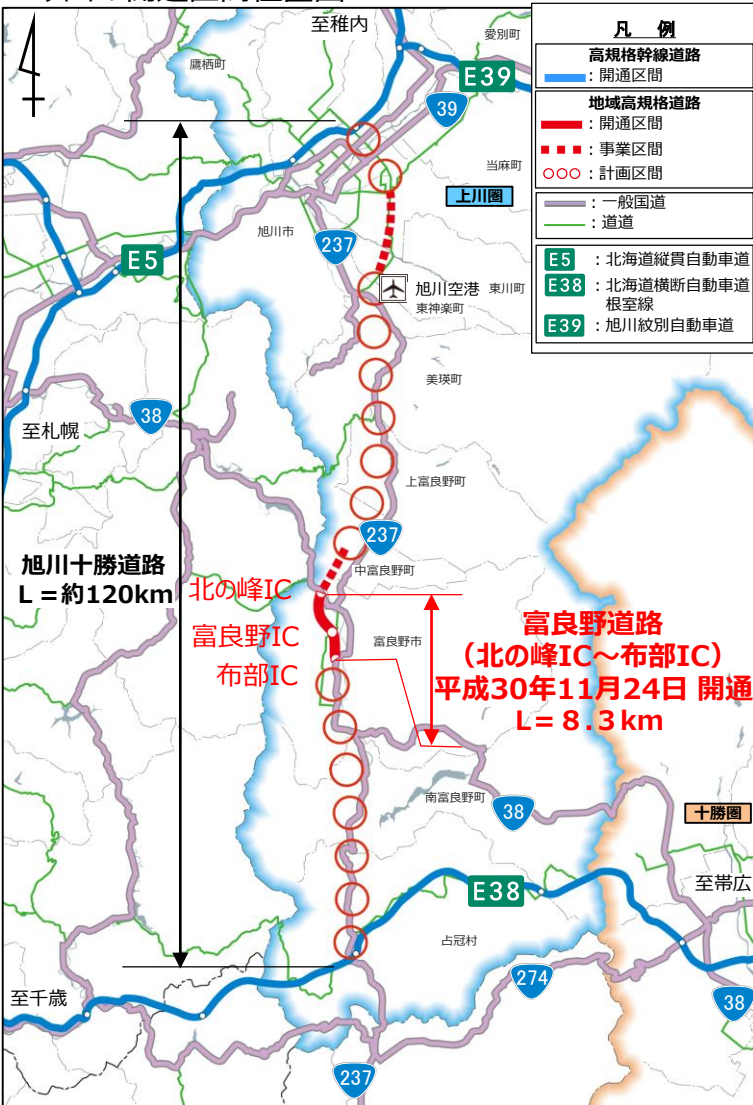 至稚内
愛別町
鷹栖町
E39
39
当麻町
上川圏
旭川市
237
E5
旭川空港
東川町
東神楽町
美瑛町
38
至札幌
上富良野町
237
旭川十勝道路
L=約120km
中富良野町
北の峰IC
富良野IC
布部IC
富良野市
富良野道路
(北の峰IC~布部IC)
平成30年11月24日 開通
L=8.3km
南富良野町
38
十勝圏
至帯広
E38
占冠村
至千歳
274
38
237
凡 例
高規格幹線道路
:開通区間
地域高規格道路
:開通区間
:事業区間
:計画区間
:一般国道
:道道
E5 :北海道縦貫自動車道
E38 :北海道横断自動車道
根室線
E39 :旭川紋別自動車道